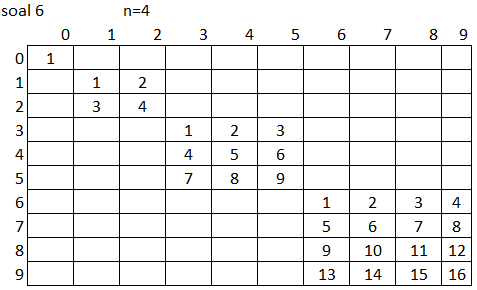 soal 6 n=4
0 1 2 3 4 5 6 7 8 9
0 1
1 1 2
2 3 4
3 1 2 3
4 4 5 6
5 7 8 9
6 1 2 3 4
7 5 6 7 8
8 9 10 11 12
9 13 14 15 16